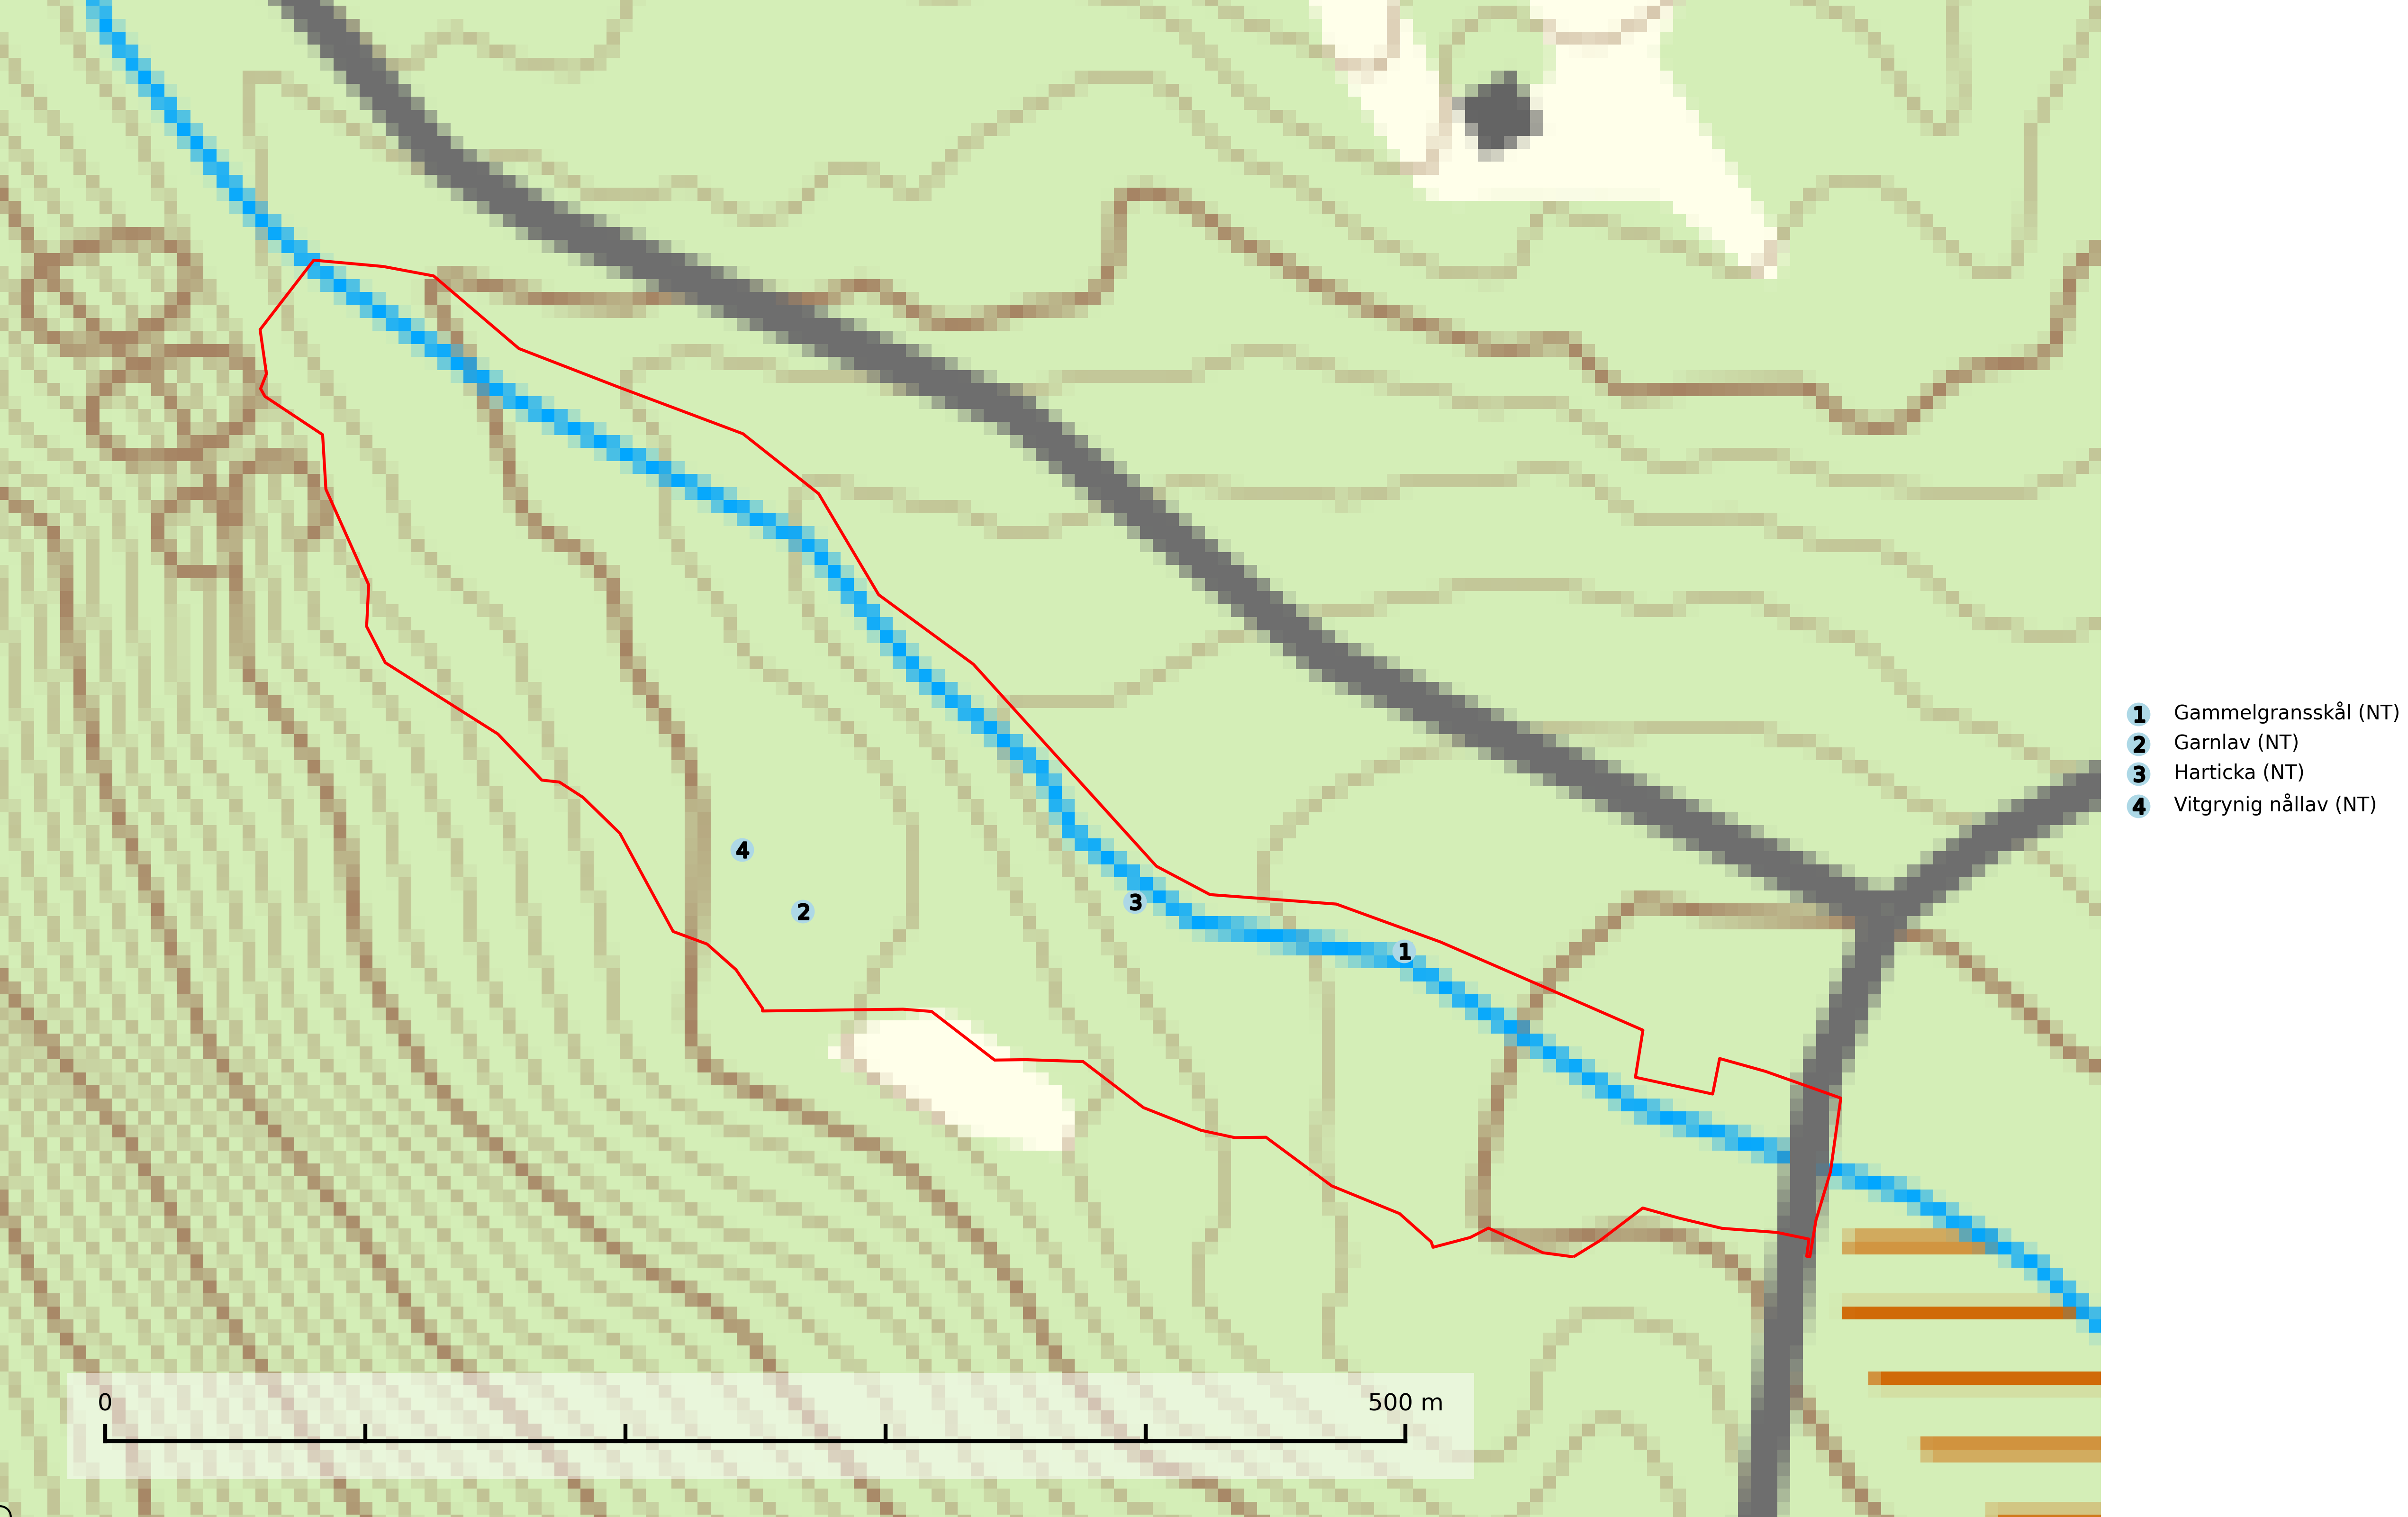 1 Gammelgransskål (NT)
2 Garnlav (NT)
3 Harticka (NT)
4 Vitgrynig nållav (NT)
4
2
3
1
0 500 m